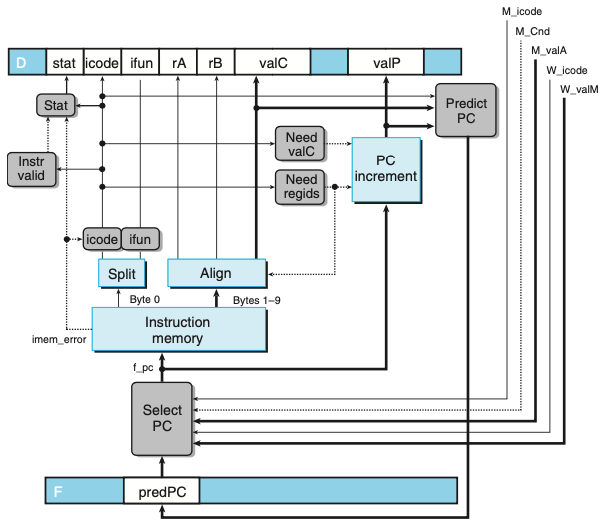 M_icode
M_Cnd
M_valA
W_icode
W_valM
D stat icode ifun rA rB valC valP
Stat
Predict
PC
Need
valC
PC
increment
Instr
valid
Need
regids
icode ifun
Split
Align
Byte 0
Bytes 1–9
Instruction
memory
imem_error
f_pc
Select
PC
F predPC